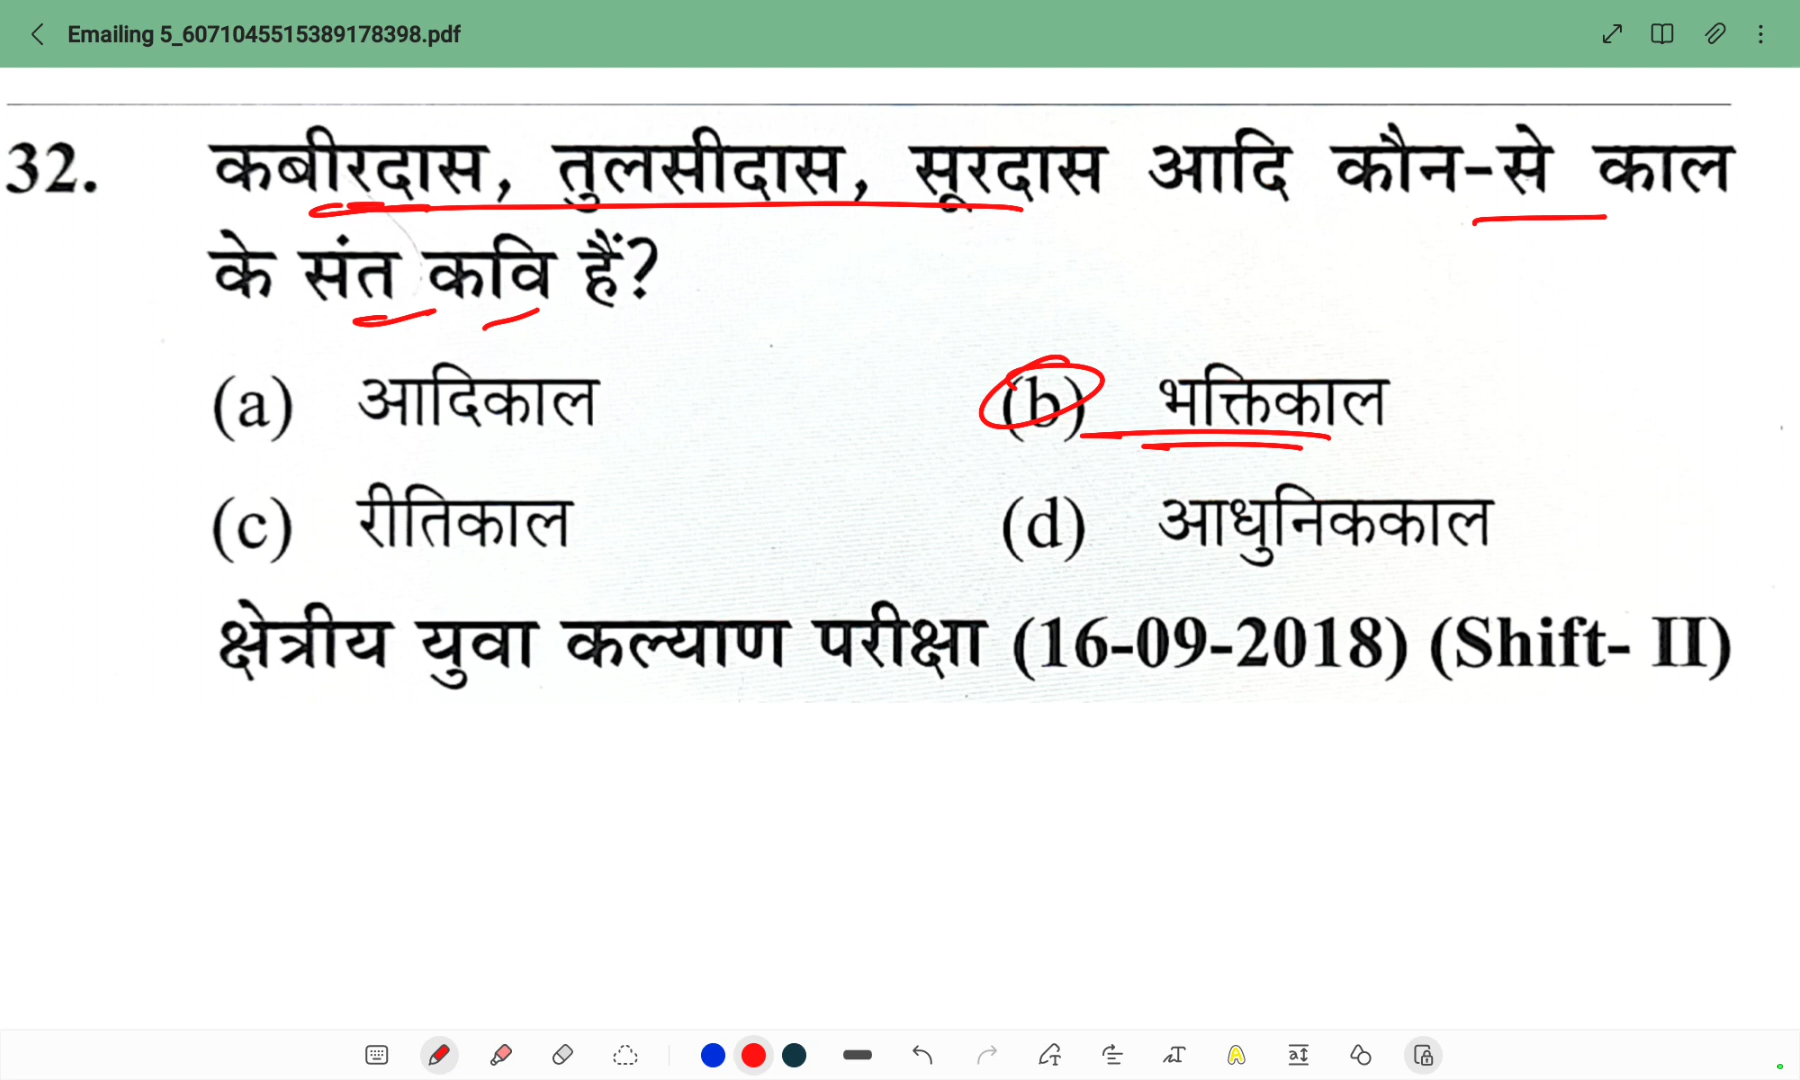 Emailing 5_6071045515389178398.pdf
32. कबीरदास, तुलसीदास, सूरदास आदि कौन-से काल
के संत कवि हैं?
(a) आदिकाल (b) भक्तिकाल
(c) रीतिकाल (d) आधुनिककाल
क्षेत्रीय युवा कल्याण परीक्षा (16-09-2018) (Shift- II)